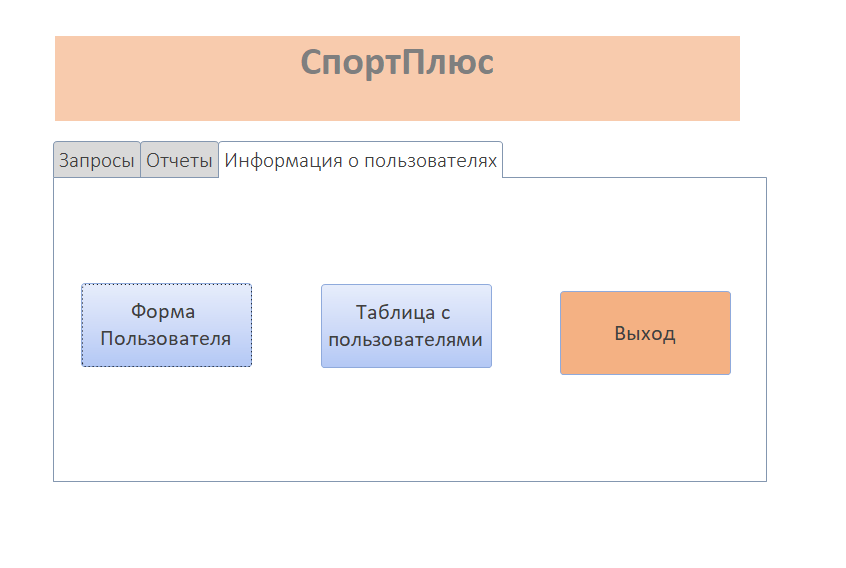 СпортПлюс
Запросы Отчеты Информация о пользователях
Форма
Пользователя
Таблица с
пользователями
Выход